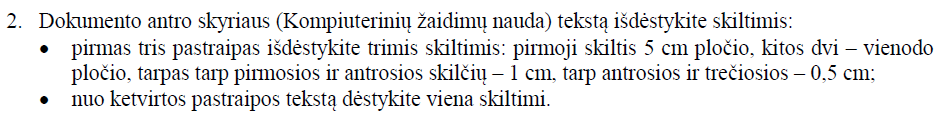 2. Dokumento antro skyriaus (Kompiuterinių žaidimų nauda) tekstą išdėstykite skiltimis:
• pirmas tris pastraipas išdėstykite trimis skiltimis: pirmoji skiltis 5 cm pločio, kitos dvi – vienodo
pločio, tarpas tarp pirmosios ir antrosios skilčių – 1 cm, tarp antrosios ir trečiosios – 0,5 cm;
• nuo ketvirtos pastraipos tekstą dėstykite viena skiltimi.